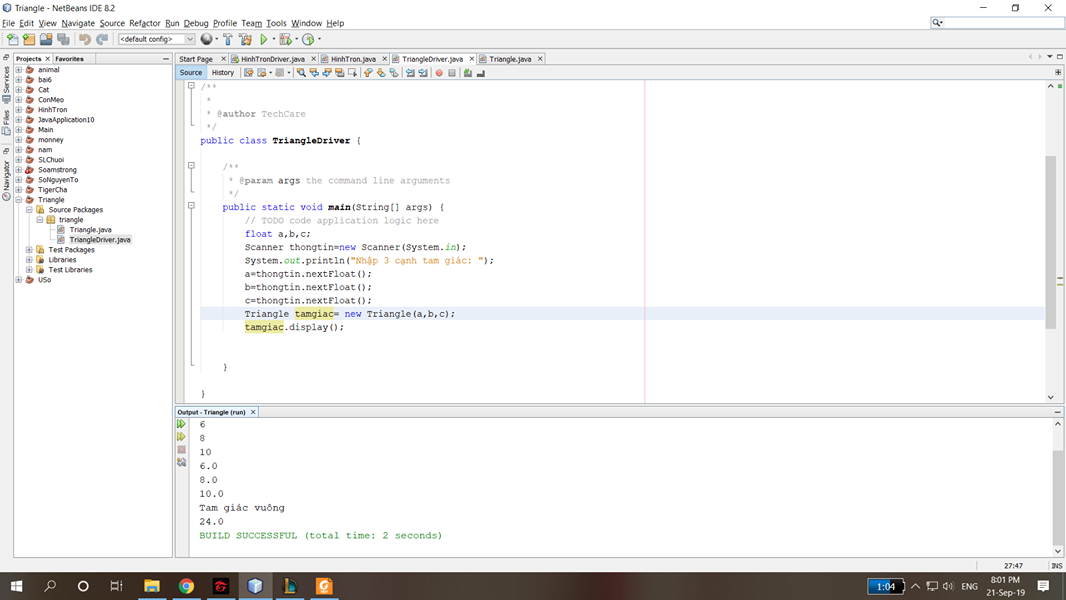 Triangle - NetBeans IDE 8.2
File Edit View Navigate Source Refactor Run Debug Profile Team Tools Window Help
<default config>
Projects Favorites
Services
Files
Navigator
animal
bai6
Cat
ConMeo
HinhTron
JavaApplication10
Main
monney
nam
SLChuoi
Soamstrong
SoNguyenTo
TigerCha
Triangle
Source Packages
triangle
Triangle.java
TriangleDriver.java
Test Packages
Libraries
Test Libraries
USo
Start Page HinhTronDriver.java HinhTron.java TriangleDriver.java Triangle.java
Source History
/**
*
* @author TechCare
*/
public class TriangleDriver {
/**
* @param args the command line arguments
*/
public static void main(String[] args) {
// TODO code application logic here
float a,b,c;
Scanner thongtin=new Scanner(System.in);
System.out.println("Nhập 3 cạnh tam giác: ");
a=thongtin.nextFloat();
b=thongtin.nextFloat();
c=thongtin.nextFloat();
Triangle tamgiac= new Triangle(a,b,c);
tamgiac.display();
}
}
Output - Triangle (run)
6
8
10
6.0
8.0
10.0
Tam giác vuông
24.0
BUILD SUCCESSFUL (total time: 2 seconds)
27:47 INS
1:04
ENG
8:01 PM
21-Sep-19